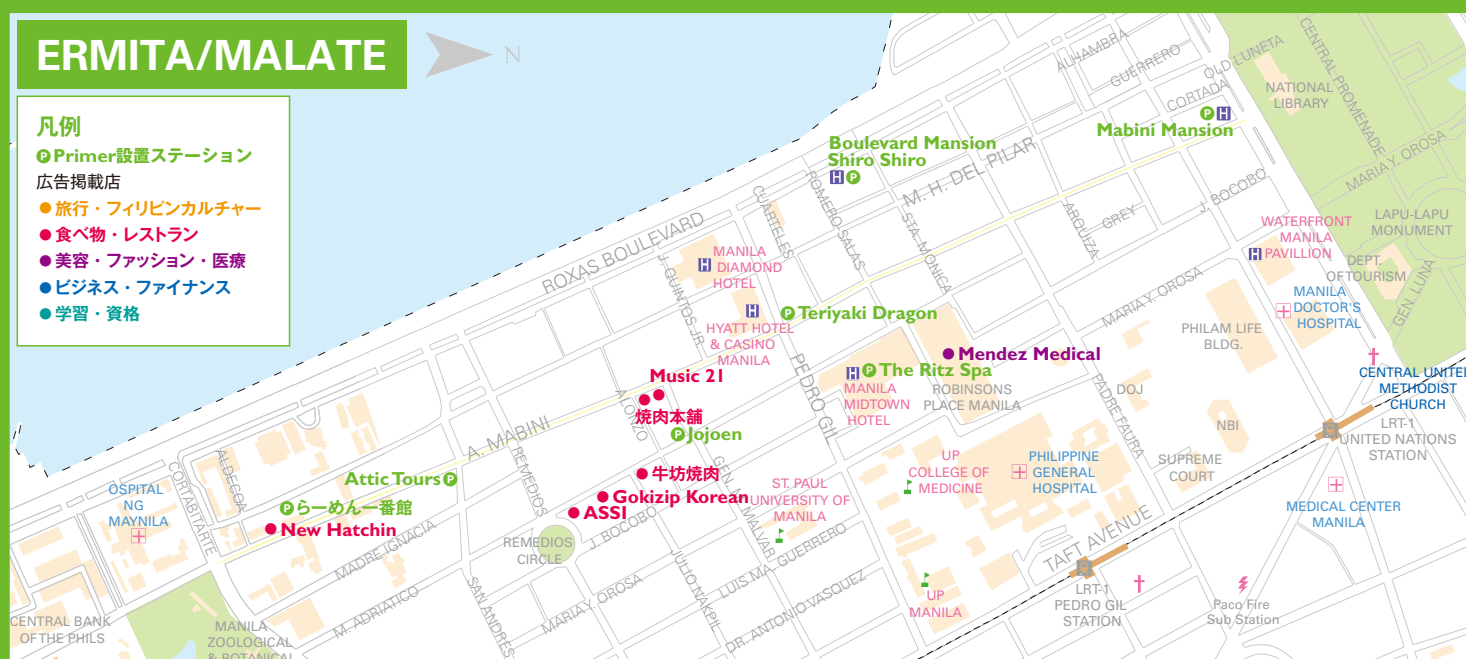 ERMITA/MALATE
N
凡例
P Primer設置ステーション
広告掲載店
旅行・フィリピンカルチャー
食べ物・レストラン
美容・ファッション・医療
ビジネス・ファイナンス
学習・資格
ALHAMBRA
GUERRERO
OLD LUNETA
CORTADA
CENTRAL PROMENADE
NATIONAL
LIBRARY
MARIA Y. OROSA
P H
Mabini Mansion
Boulevard Mansion
Shiro Shiro
H P
M. H. DEL PILAR
CUARTELES
ROMERO SALAS
STA. MONICA
ARQUIZA
GREY
J. BOCOBO
LAPU-LAPU
MONUMENT
WATERFRONT
MANILA
H PAVILLION
DEPT.
OF TOURISM
GEN. LUNA
ROXAS BOULEVARD
J. QUINTOS JR.
MANILA
H DIAMOND
HOTEL
H
HYATT HOTEL
& CASINO
MANILA
P Teriyaki Dragon
MARIA Y. OROSA
MANILA
DOCTOR'S
HOSPITAL
PHILAM LIFE
BLDG.
Mendez Medical
H P The Ritz Spa
MANILA
MIDTOWN
HOTEL
ROBINSONS
PLACE MANILA
PEDRO GIL
PADRE FAURA
DOJ
CENTRAL UNITED
METHODIST
CHURCH
NBI
LRT-1
UNITED NATIONS
STATION
Music 21
焼肉本舗
P Jojoen
ALONZO
A. MABINI
REMEDIOS
牛坊焼肉
Gokizip Korean
ASSI
GEN. M. MALVAR
ST. PAUL
UNIVERSITY OF
MANILA
UP
COLLEGE OF
MEDICINE
PHILIPPINE
GENERAL
HOSPITAL
SUPREME
COURT
MEDICAL CENTER
MANILA
Attic Tours P
P らーめん一番館
New Hatchin
OSPITAL
NG
MAYNILA
CORTABITARTE
ALDECOA
MADRE IGNACIA
REMEDIOS
CIRCLE
J. BOCOBO
GUERRERO
LUIS MA.
TAFT AVENUE
M. ADRIATICO
SAN ANDRES
MARIA Y. OROSA
JULIO NAKPIL
DR. ANTONIO VASQUEZ
UP
MANILA
LRT-1
PEDRO GIL
STATION
Paco Fire
Sub Station
CENTRAL BANK
OF THE PHILS
MANILA
ZOOLOGICAL
& BOTANICAL